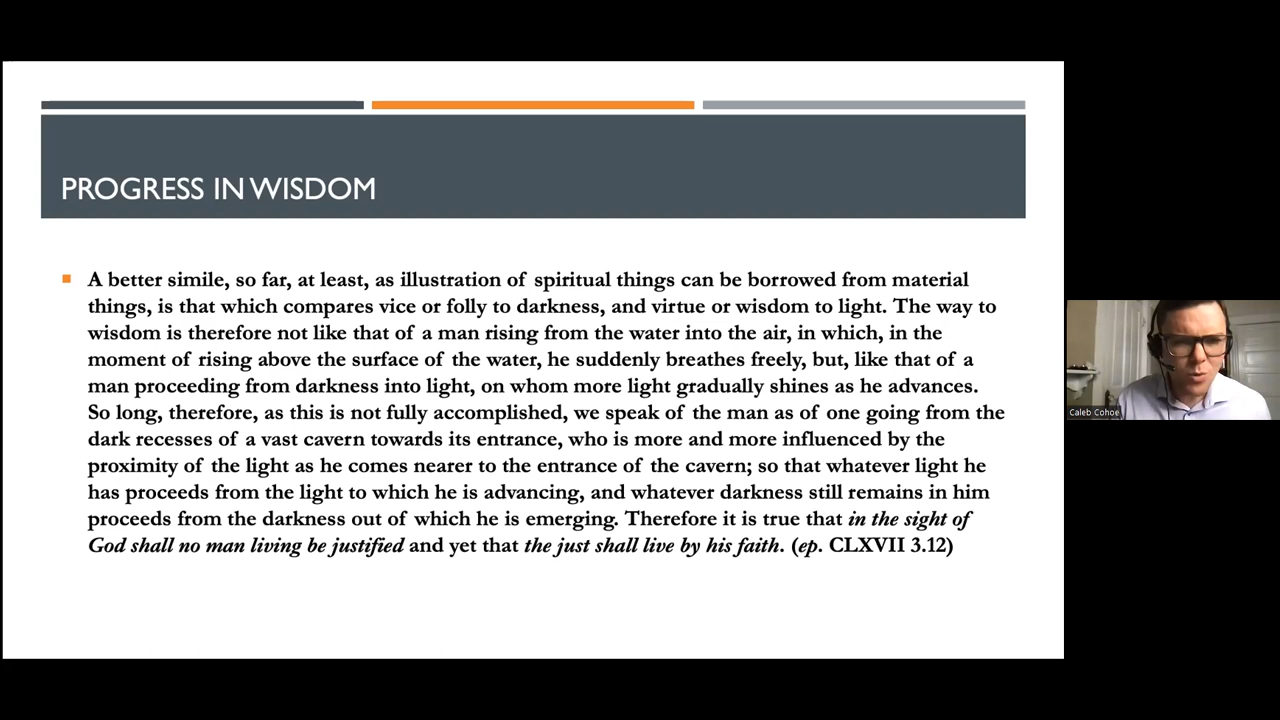 PROGRESS IN WISDOM
A better simile, so far, at least, as illustration of spiritual things can be borrowed from material
things, is that which compares vice or folly to darkness, and virtue or wisdom to light. The way to
wisdom is therefore not like that of a man rising from the water into the air, in which, in the
moment of rising above the surface of the water, he suddenly breathes freely, but, like that of a
man proceeding from darkness into light, on whom more light gradually shines as he advances.
So long, therefore, as this is not fully accomplished, we speak of the man as of one going from the
dark recesses of a vast cavern towards its entrance, who is more and more influenced by the
proximity of the light as he comes nearer to the entrance of the cavern; so that whatever light he
has proceeds from the light to which he is advancing, and whatever darkness still remains in him
proceeds from the darkness out of which he is emerging. Therefore it is true that in the sight of
God shall no man living be justified and yet that the just shall live by his faith. (ep. CLXVII 3.12)
Caleb Cohoe